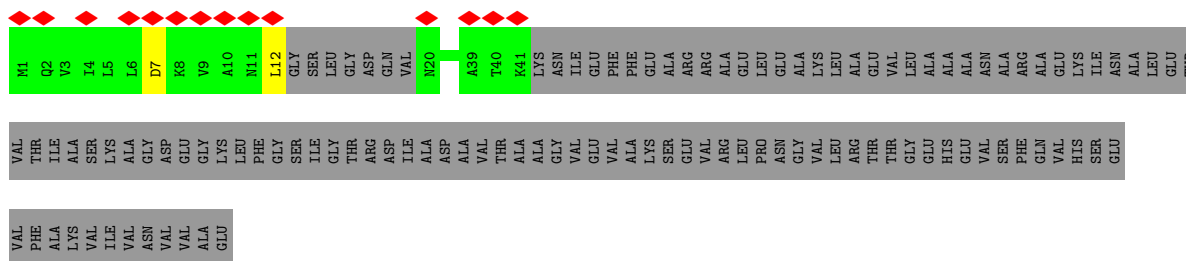 M1 Q2 V3 I4 L5 L6 D7 K8 V9 A10 N11 L12 GLY SER LEU GLY ASP GLN VAL N20 A39 T40 K41 LYS ASN ILE GLU PHE PHE GLU ALA ARG ARG ALA GLU LEU GLU ALA LYS LEU ALA GLU VAL LEU ALA ALA ALA ASN ALA ARG ALA GLU LYS ILE ASN ALA LEU GLU
VAL THR ILE ALA SER LYS ALA GLY ASP GLU GLY LYS LEU PHE GLY SER ILE GLY THR ARG ASP ILE ALA ASP ALA VAL THR ALA ALA GLY VAL GLU VAL ALA LYS SER GLU VAL ARG LEU PRO ASN GLY VAL LEU ARG THR THR GLY GLU HIS GLU VAL SER PHE GLN VAL HIS SER GLU
VAL PHE ALA LYS VAL ILE VAL ASN VAL VAL ALA GLU